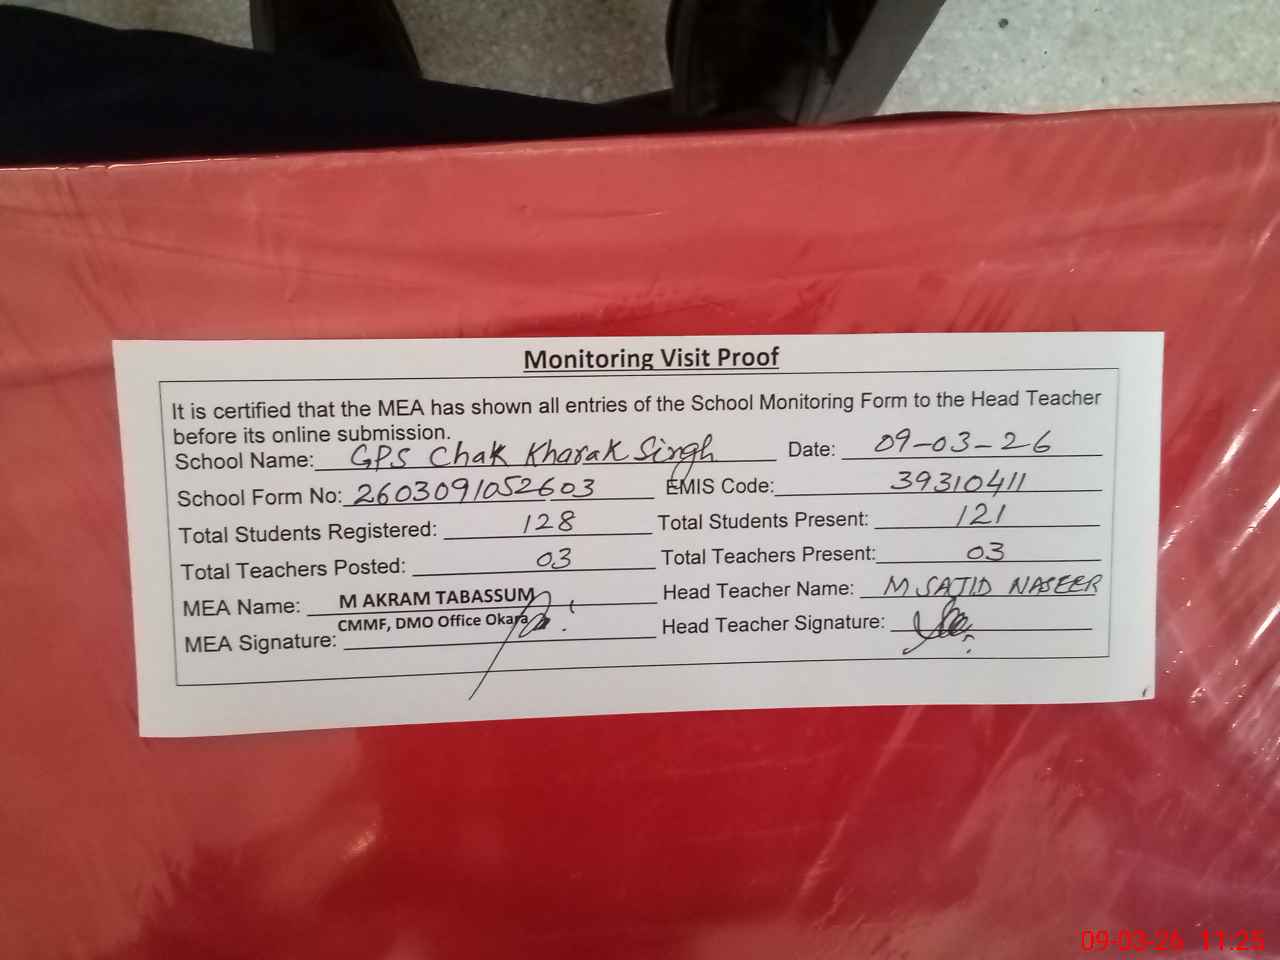 Monitoring Visit Proof
It is certified that the MEA has shown all entries of the School Monitoring Form to the Head Teacher
before its online submission.
School Name: GPS Chak Kharak Singh Date: 09-03-26
School Form No: 2603091052603 EMIS Code: 39310411
Total Students Registered: 128 Total Students Present: 121
Total Teachers Posted: 03 Total Teachers Present: 03
MEA Name: M AKRAM TABASSUM Head Teacher Name: M SAJID NASEER
CMMF, DMO Office Okara
MEA Signature: Head Teacher Signature:
09-03-26 11:25